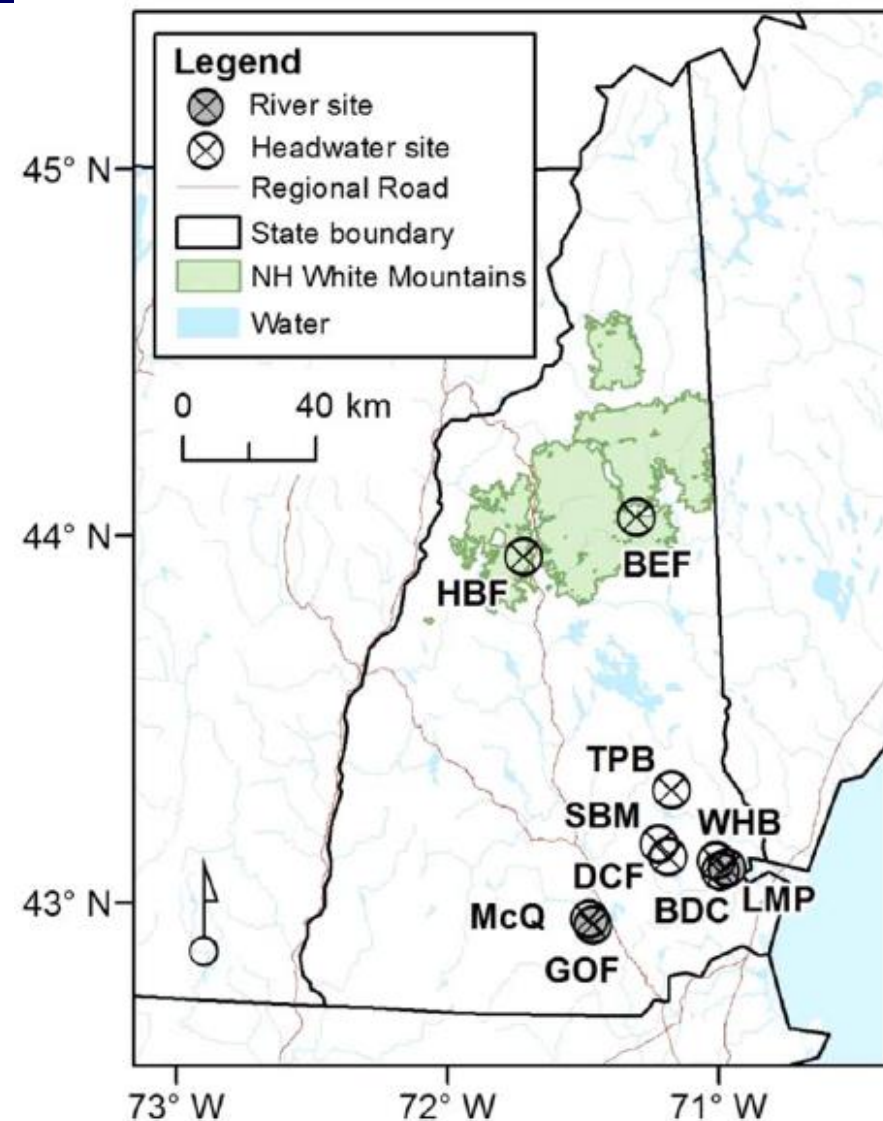 Legend
River site
Headwater site
Regional Road
State boundary
NH White Mountains
Water
0 40 km
45° N
44° N
43° N
HBF
BEF
TPB
SBM
WHB
DCF
BDC
LMP
McQ
GOF
73° W 72° W 71° W